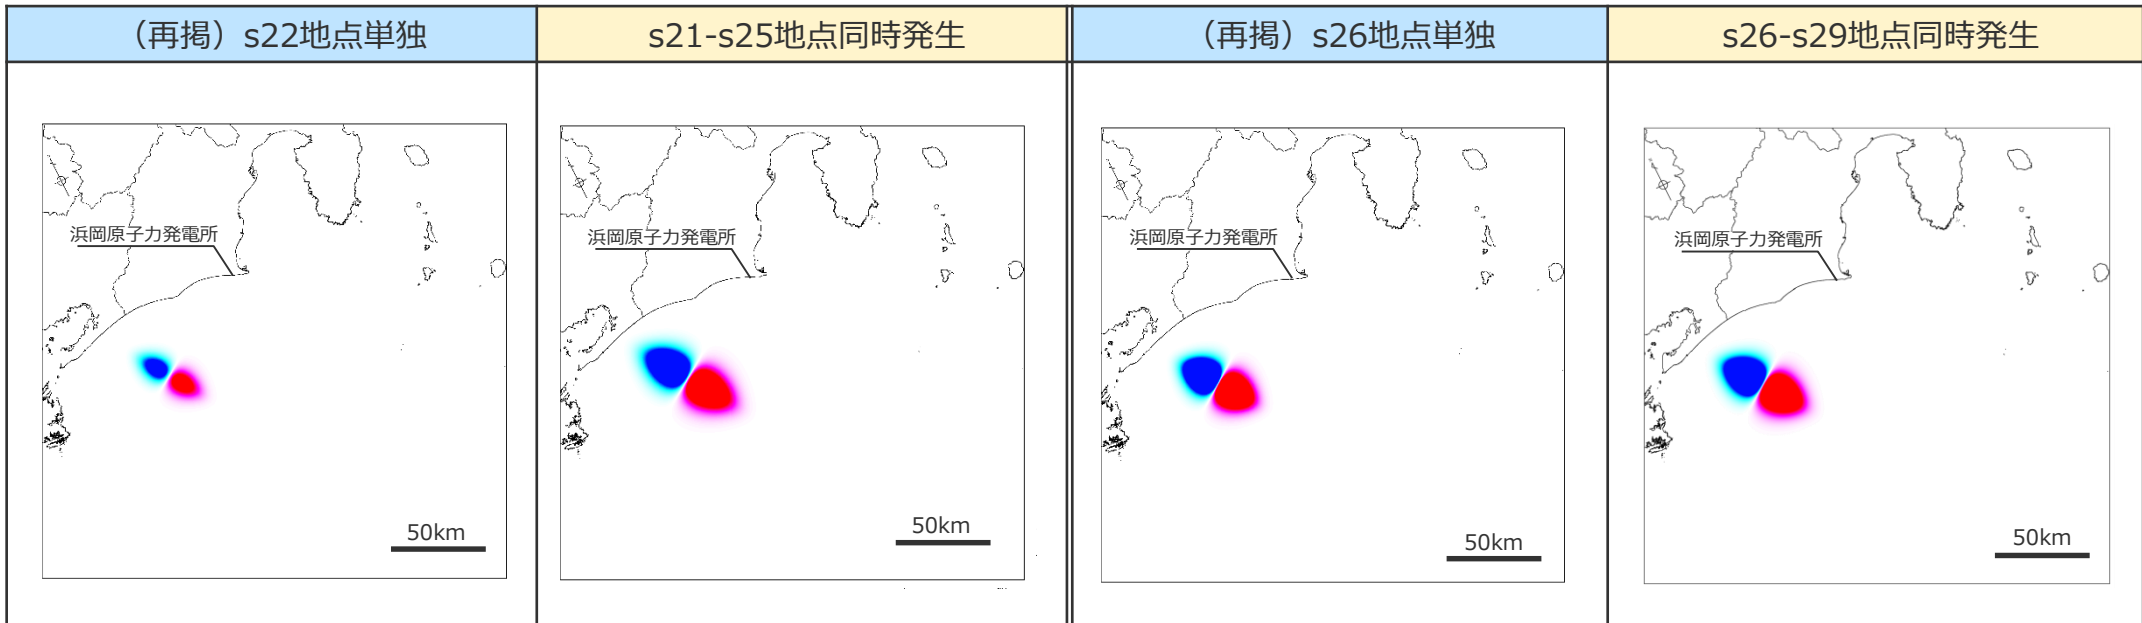 （再掲）s22地点単独
s21-s25地点同時発生
（再掲）s26地点単独
s26-s29地点同時発生
浜岡原子力発電所
50km
浜岡原子力発電所
50km
浜岡原子力発電所
50km
浜岡原子力発電所
50km